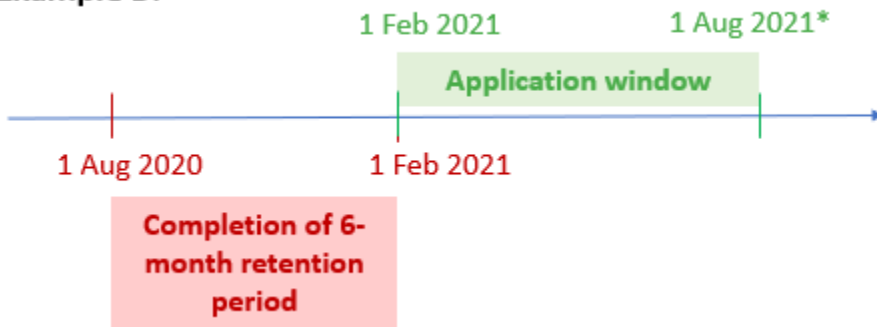 1 Feb 2021 1 Aug 2021*
Application window
1 Aug 2020 1 Feb 2021
Completion of 6-
month retention
period